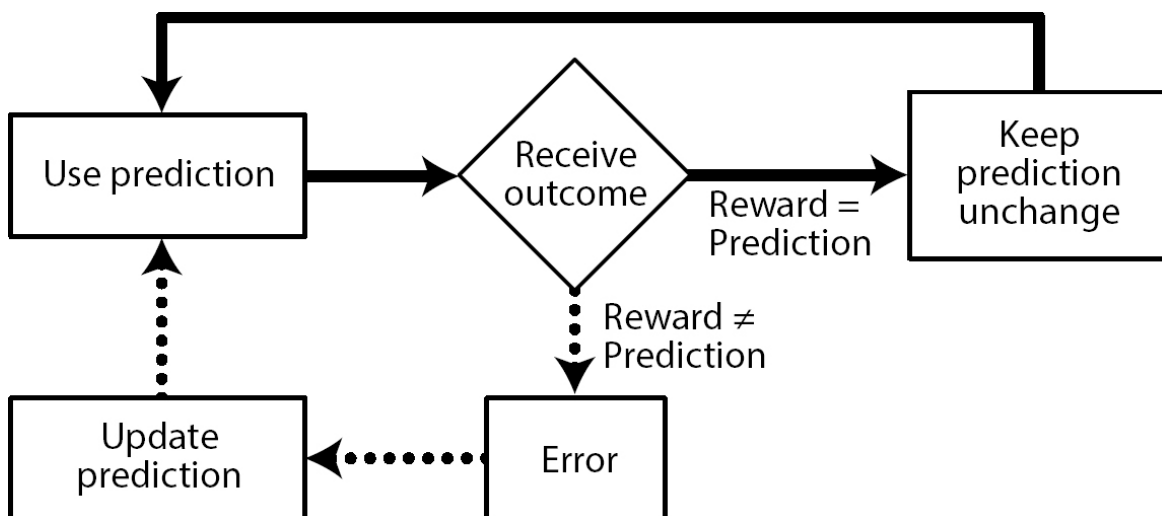 Use prediction
Receive
outcome
Reward =
Prediction
Keep
prediction
unchange
Reward ≠
Prediction
Update
prediction
Error